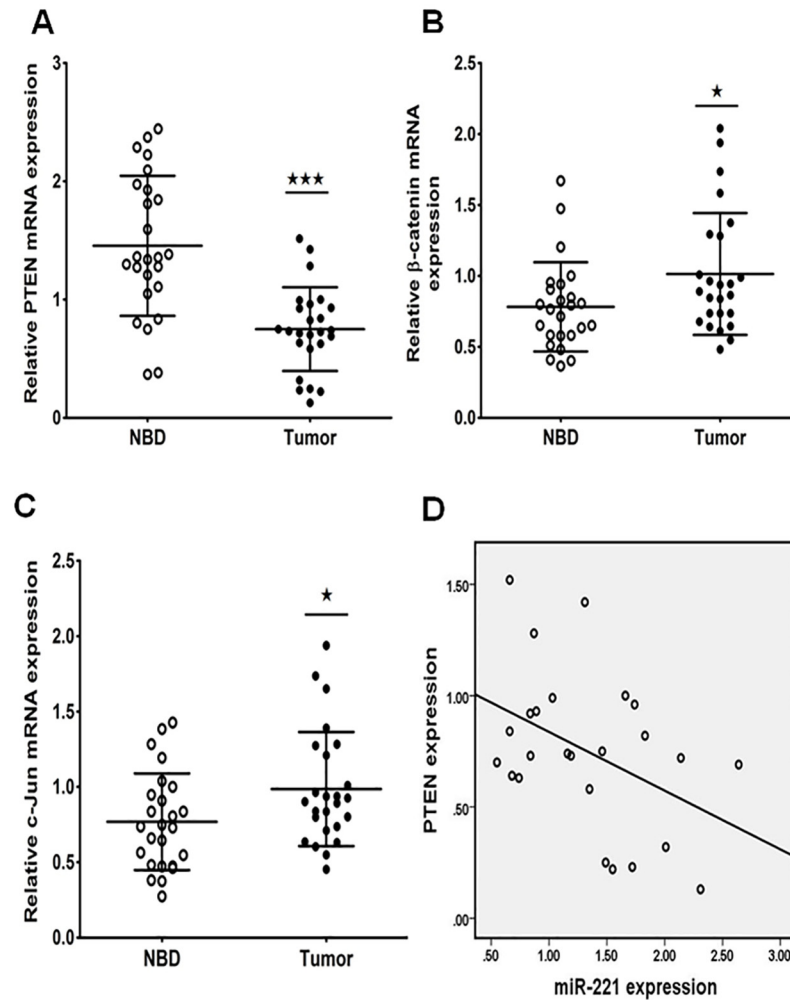 A
Relative PTEN mRNA expression
3
2
1
0
★★★
NBD
Tumor
B
Relative β-catenin mRNA
expression
2.5
2.0
1.5
1.0
0.5
0.0
★
NBD
Tumor
C
Relative c-Jun mRNA expression
2.5
2.0
1.5
1.0
0.5
0.0
★
NBD
Tumor
D
PTEN expression
1.50
1.00
.50
.00
.50
1.00
1.50
2.00
2.50
3.00
miR-221 expression